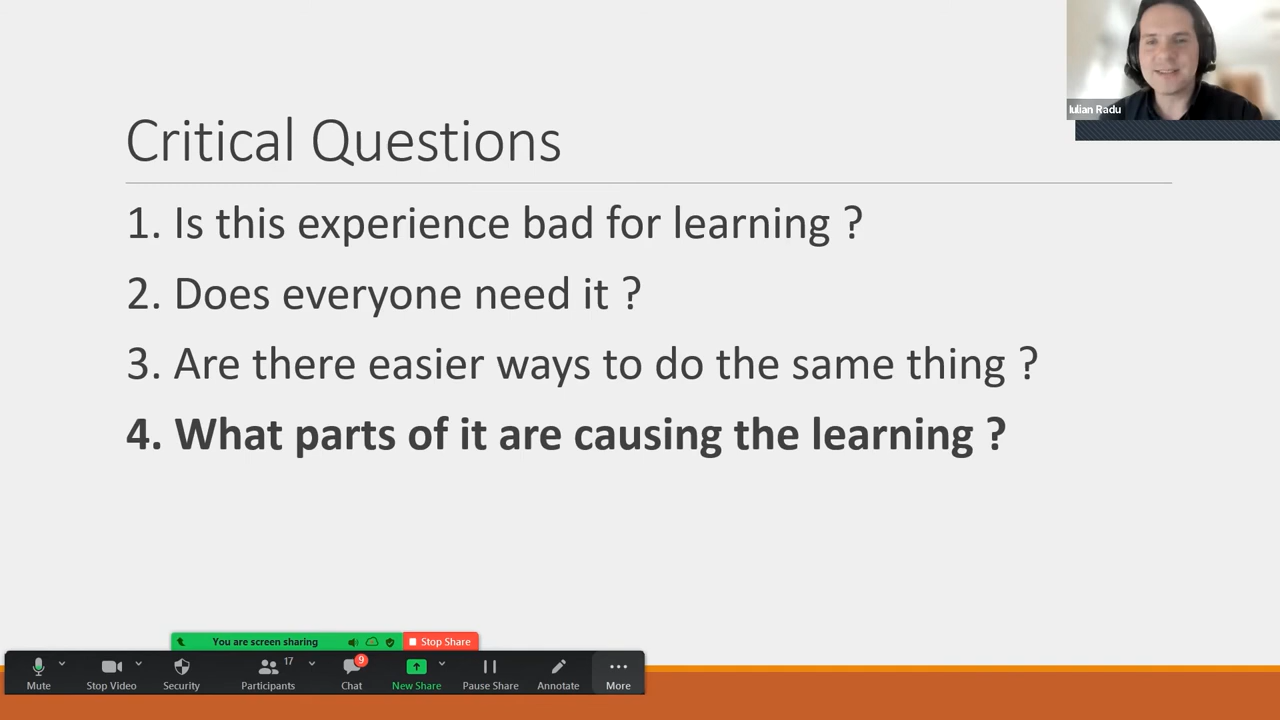 Iulian Radu
Critical Questions
1. Is this experience bad for learning ?
2. Does everyone need it ?
3. Are there easier ways to do the same thing ?
4. What parts of it are causing the learning ?
You are screen sharing
Stop Share
17
9
Mute
Stop Video
Security
Participants
Chat
New Share
Pause Share
Annotate
More